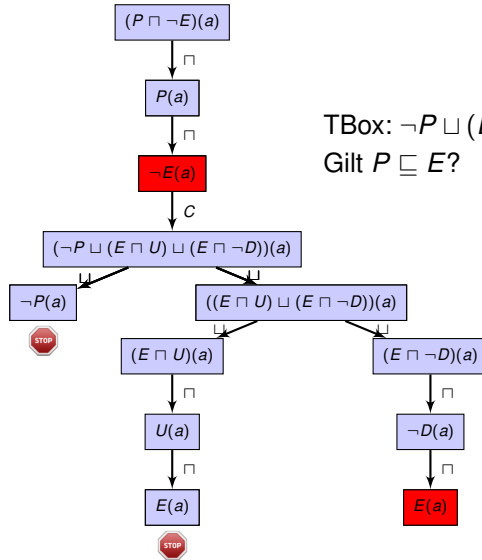 (P ⊓ ¬E)(a)
⊓
P(a)
⊓
TBox: ¬P ⊔ (
¬E(a)
Gilt P ⊑ E?
C
(¬P ⊔ (E ⊓ U) ⊔ (E ⊓ ¬D))(a)
⊔ ⊔
¬P(a) ((E ⊓ U) ⊔ (E ⊓ ¬D))(a)
STOP
⊔ ⊔
(E ⊓ U)(a) (E ⊓ ¬D)(a)
⊓ ⊓
U(a) ¬D(a)
⊓ ⊓
E(a) E(a)
STOP